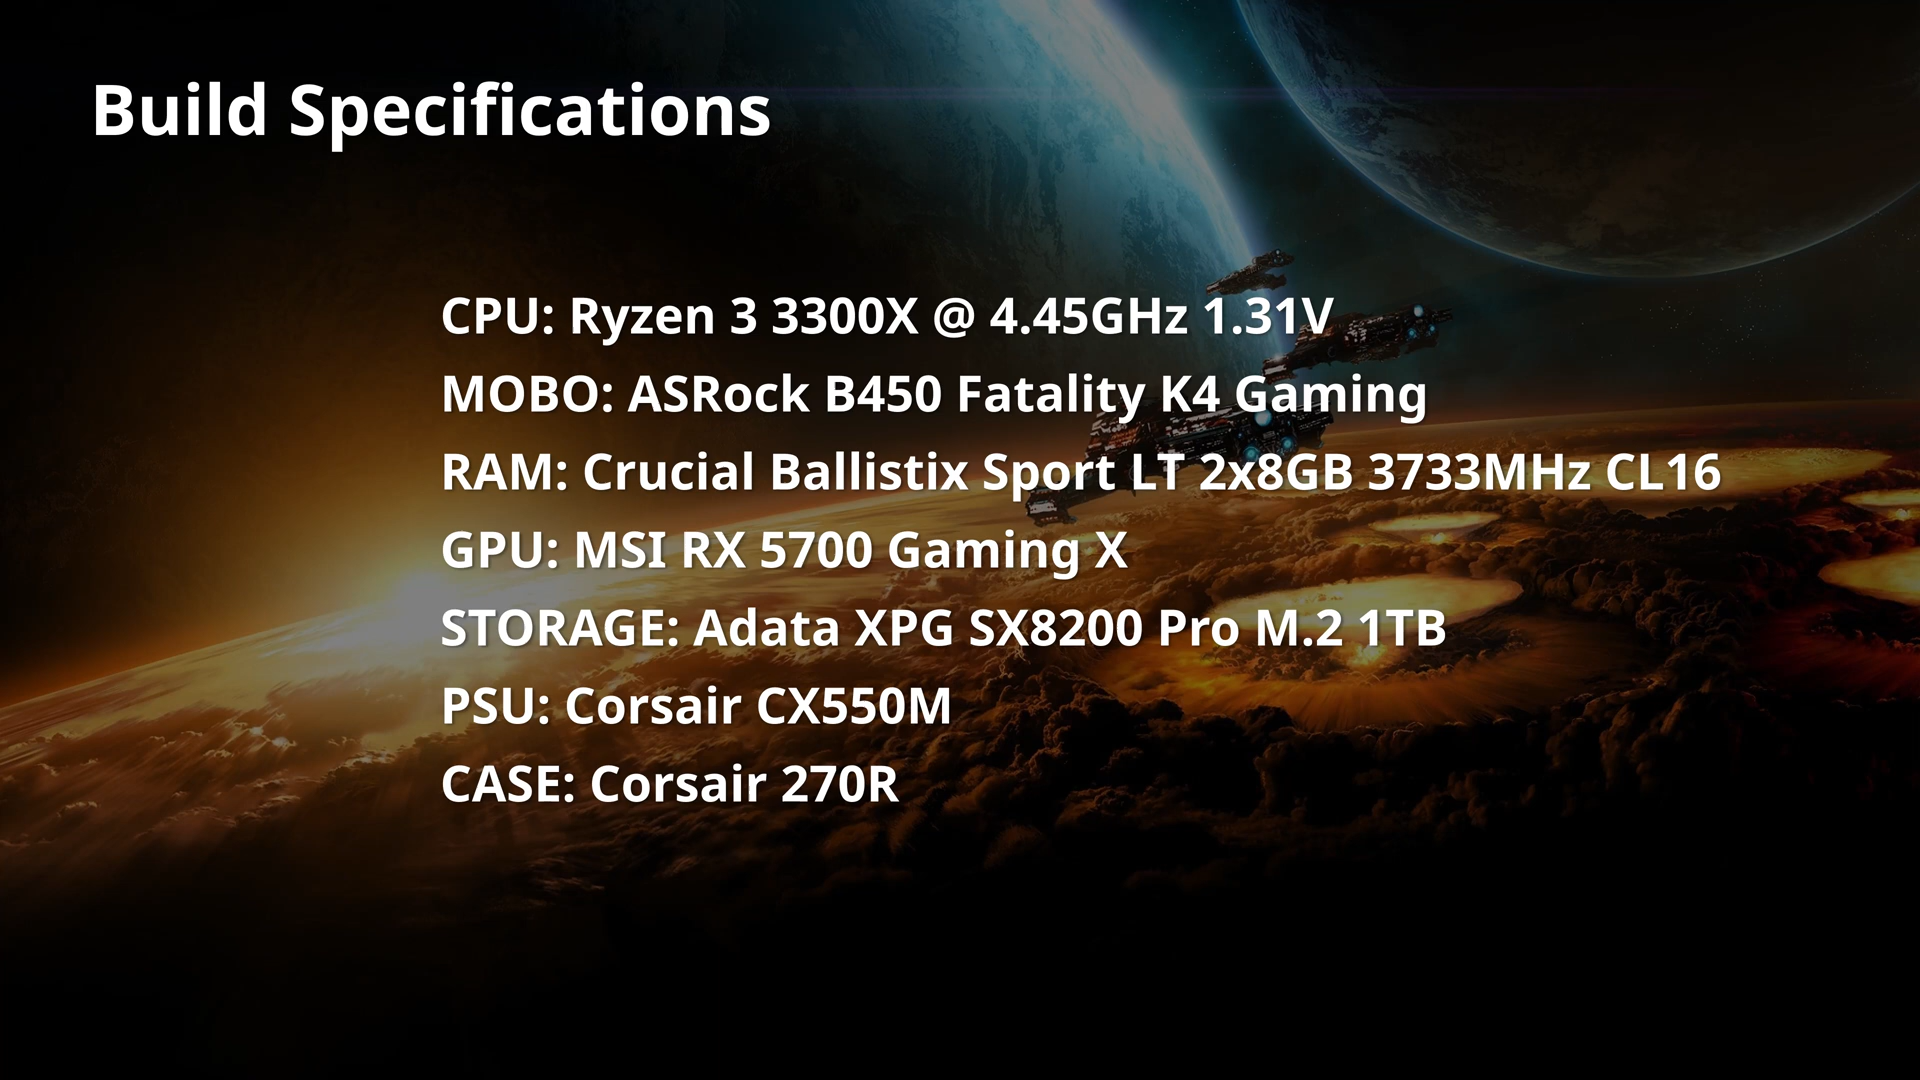 Build Specifications
CPU: Ryzen 3 3300X @ 4.45GHz 1.31V
MOBO: ASRock B450 Fatality K4 Gaming
RAM: Crucial Ballistix Sport LT 2x8GB 3733MHz CL16
GPU: MSI RX 5700 Gaming X
STORAGE: Adata XPG SX8200 Pro M.2 1TB
PSU: Corsair CX550M
CASE: Corsair 270R